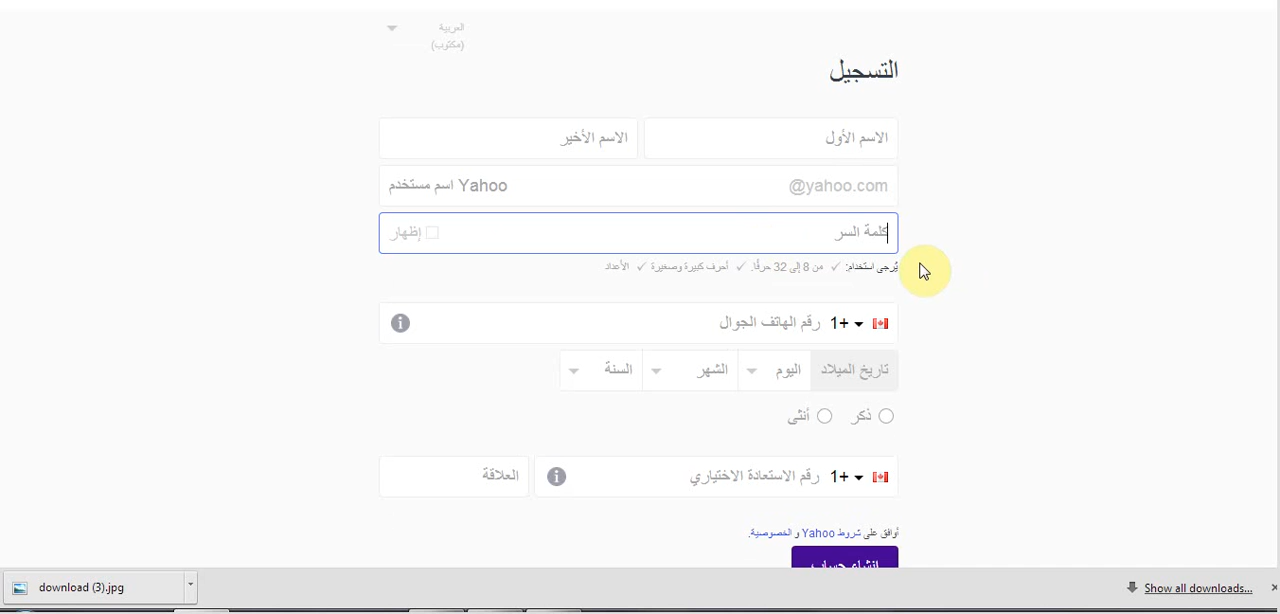 العربية
(مكتوب)
التسجيل
الاسم الأول
الاسم الأخير
@yahoo.com
اسم مستخدم Yahoo
كلمة السر
إظهار
يُرجى استخدام: ✓ من 8 إلى 32 حرفًا. ✓ أحرف كبيرة وصغيرة ✓ الأعداد
+1 رقم الهاتف الجوال
تاريخ الميلاد اليوم الشهر السنة
ذكر أنثى
+1 رقم الاستعادة الاختياري العلاقة
أوافق على شروط Yahoo و الخصوصية.
إنشاء حساب
download (3).jpg
Show all downloads...